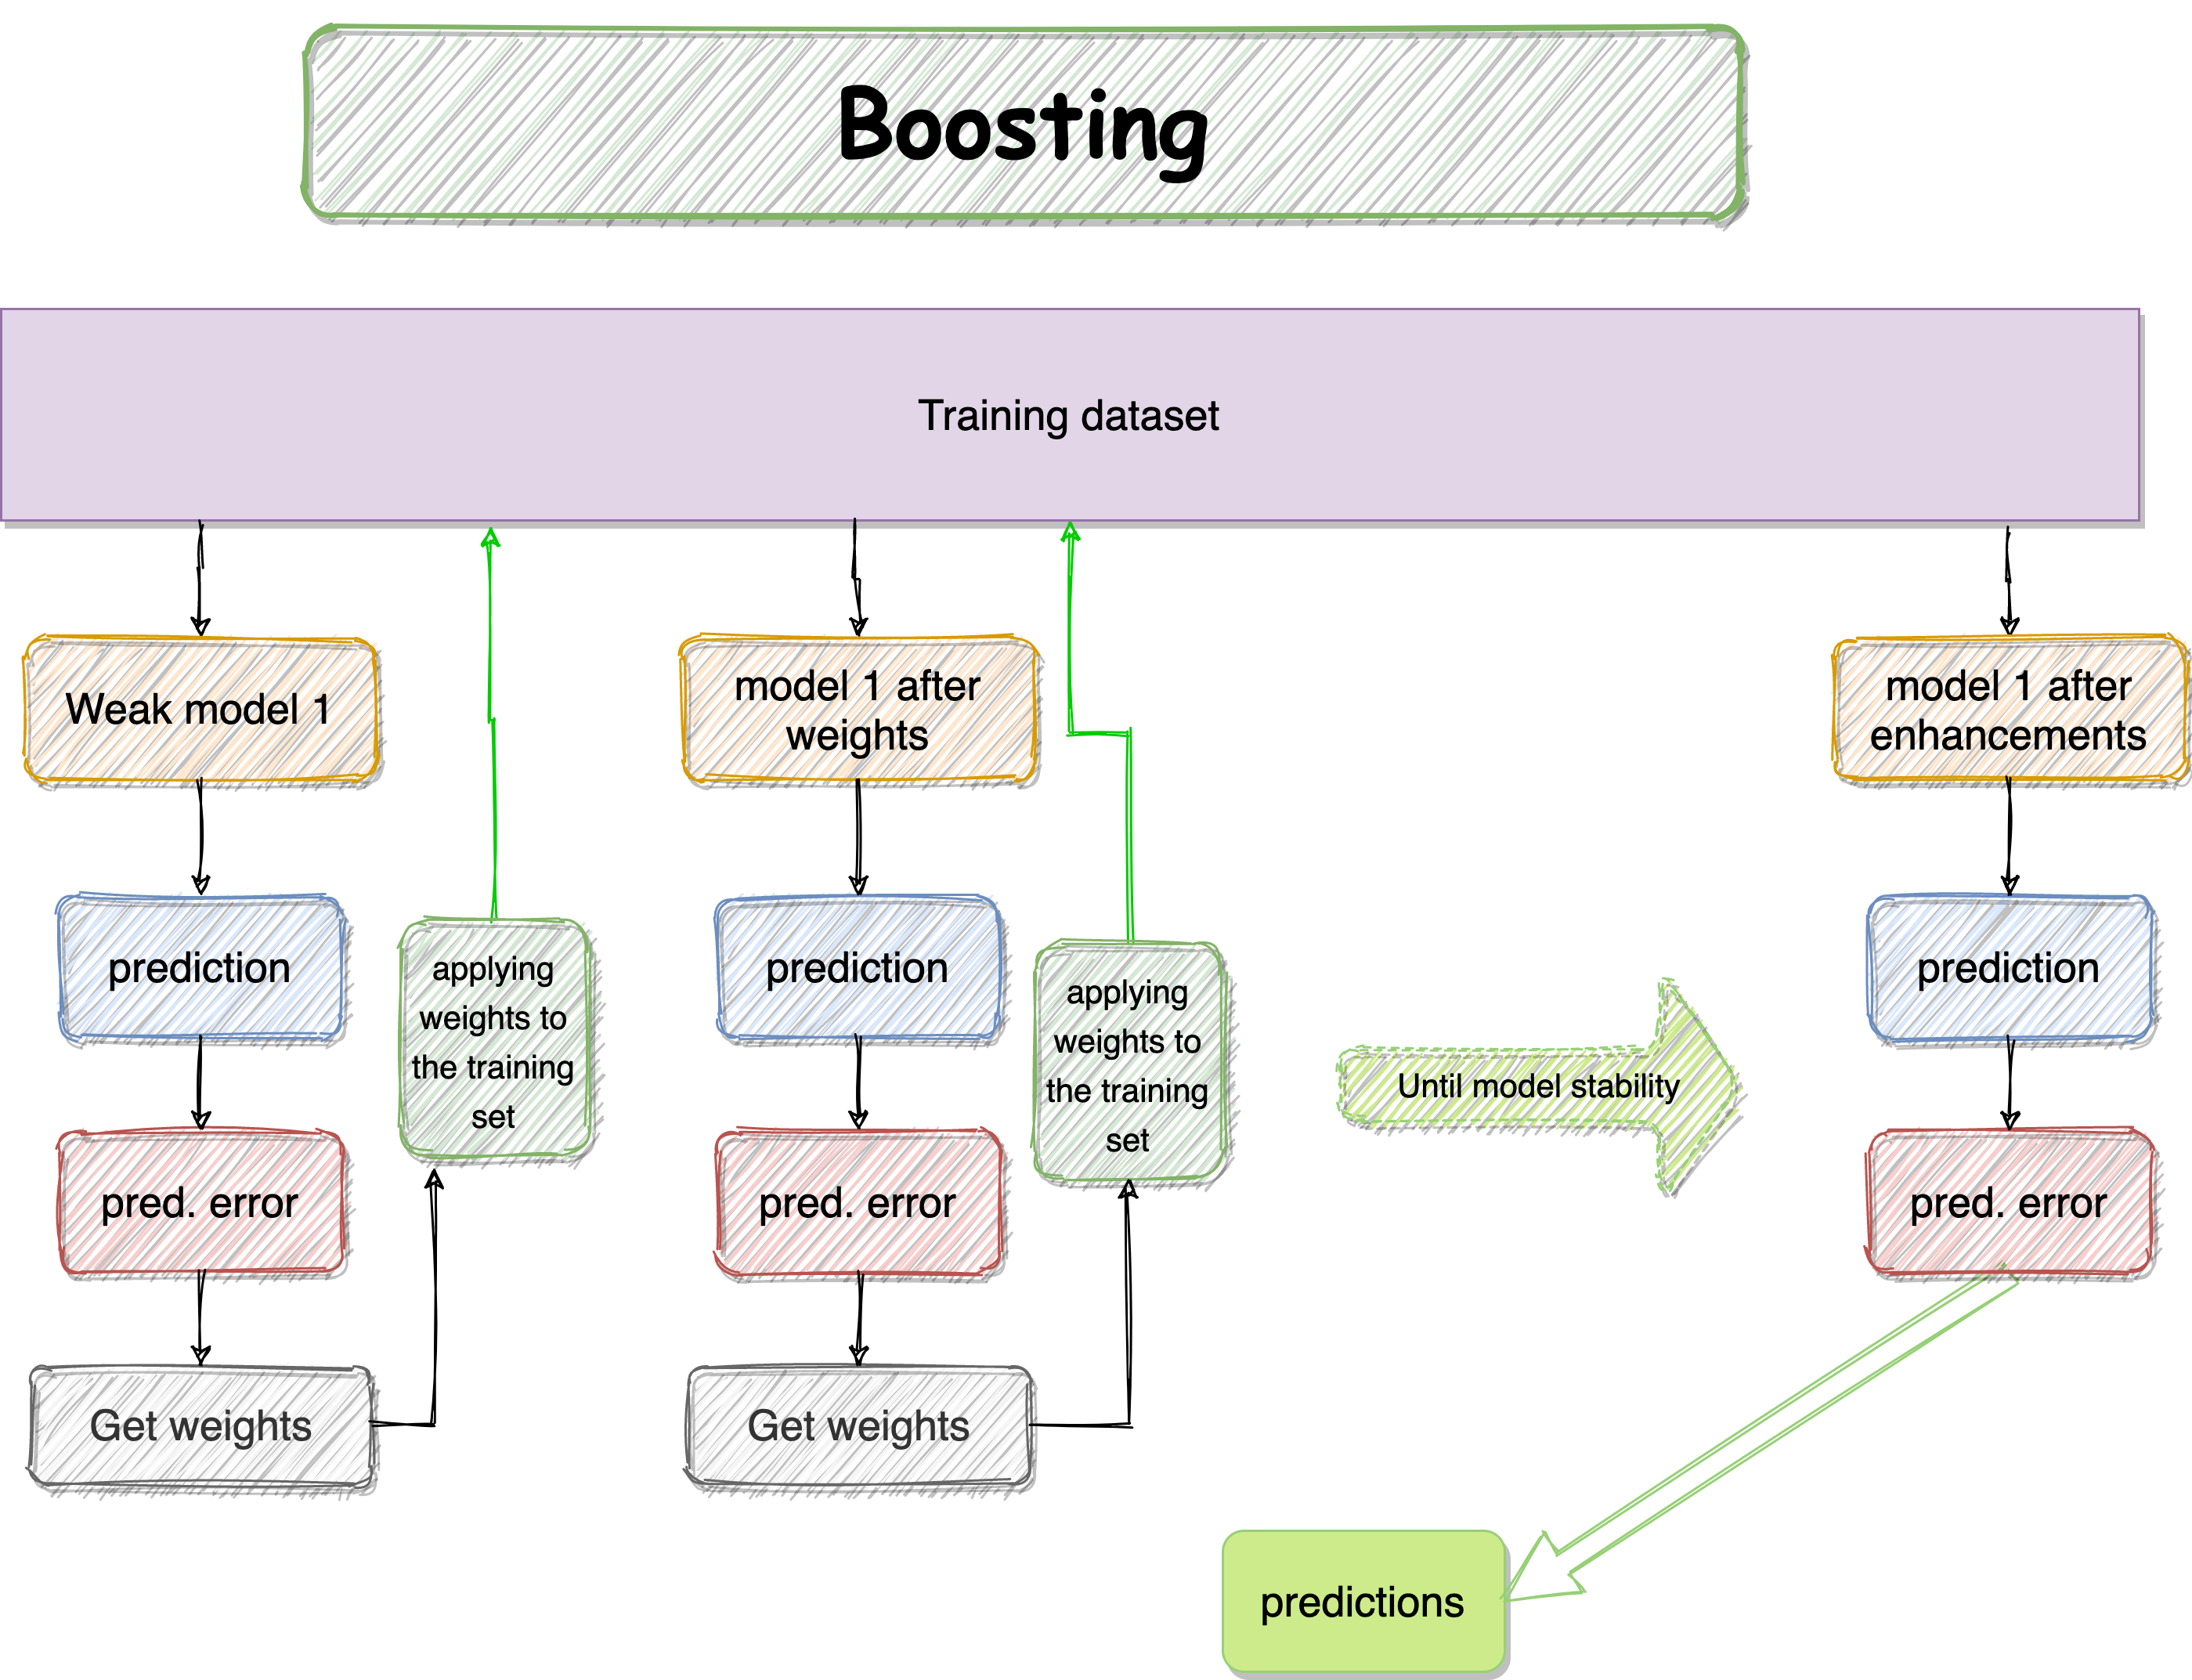 Boosting
Training dataset
Weak model 1
prediction
pred. error
Get weights
applying
weights to
the training
set
model 1 after
weights
prediction
pred. error
Get weights
applying
weights to
the training
set
Until model stability
model 1 after
enhancements
prediction
pred. error
predictions